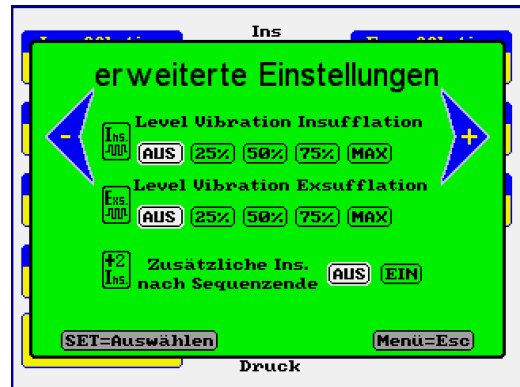 Ins
erweiterte Einstellungen
-
+
Level Vibration Insufflation
Ins.
AUS 25% 50% 75% MAX
Level Vibration Exsufflation
Exs.
AUS 25% 50% 75% MAX
+2
Ins.
Zusätzliche Ins.
nach Sequenzende
AUS EIN
SET=Auswählen
Menü=Esc
Druck